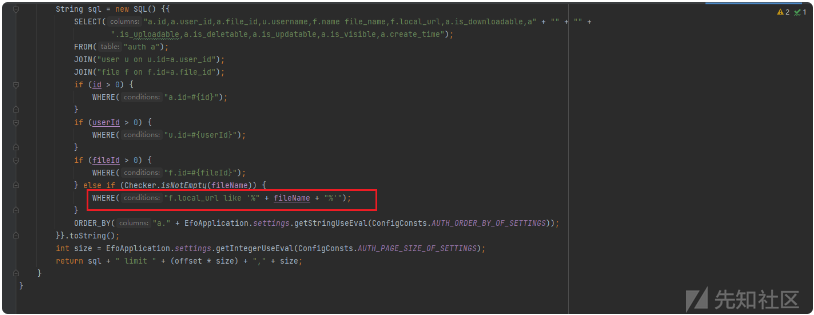 2 1
String sql = new SQL() {{
SELECT( columns: "a.id,a.user_id,a.file_id,u.username,f.name file_name,f.local_url,a.is_downloadable,a" + "" + "" +
".is_uploadable,a.is_deletable,a.is_updatable,a.is_visible,a.create_time");
FROM( table: "auth a");
JOIN("user u on u.id=a.user_id");
JOIN("file f on f.id=a.file_id");
if (id > 0) {
WHERE( conditions: "a.id=#{id}");
}
if (userId > 0) {
WHERE( conditions: "u.id=#{userId}");
}
if (fileId > 0) {
WHERE( conditions: "f.id=#{fileId}");
} else if (Checker.isNotEmpty(fileName)) {
WHERE( conditions: "f.local_url like '%" + fileName + "%'");
}
ORDER_BY( columns: "a." + EfoApplication.settings.getStringUseEval(ConfigConsts.AUTH_ORDER_BY_OF_SETTINGS));
}}.toString();
int size = EfoApplication.settings.getIntegerUseEval(ConfigConsts.AUTH_PAGE_SIZE_OF_SETTINGS);
return sql + " limit " + (offset * size) + "," + size;
}
}
先知社区